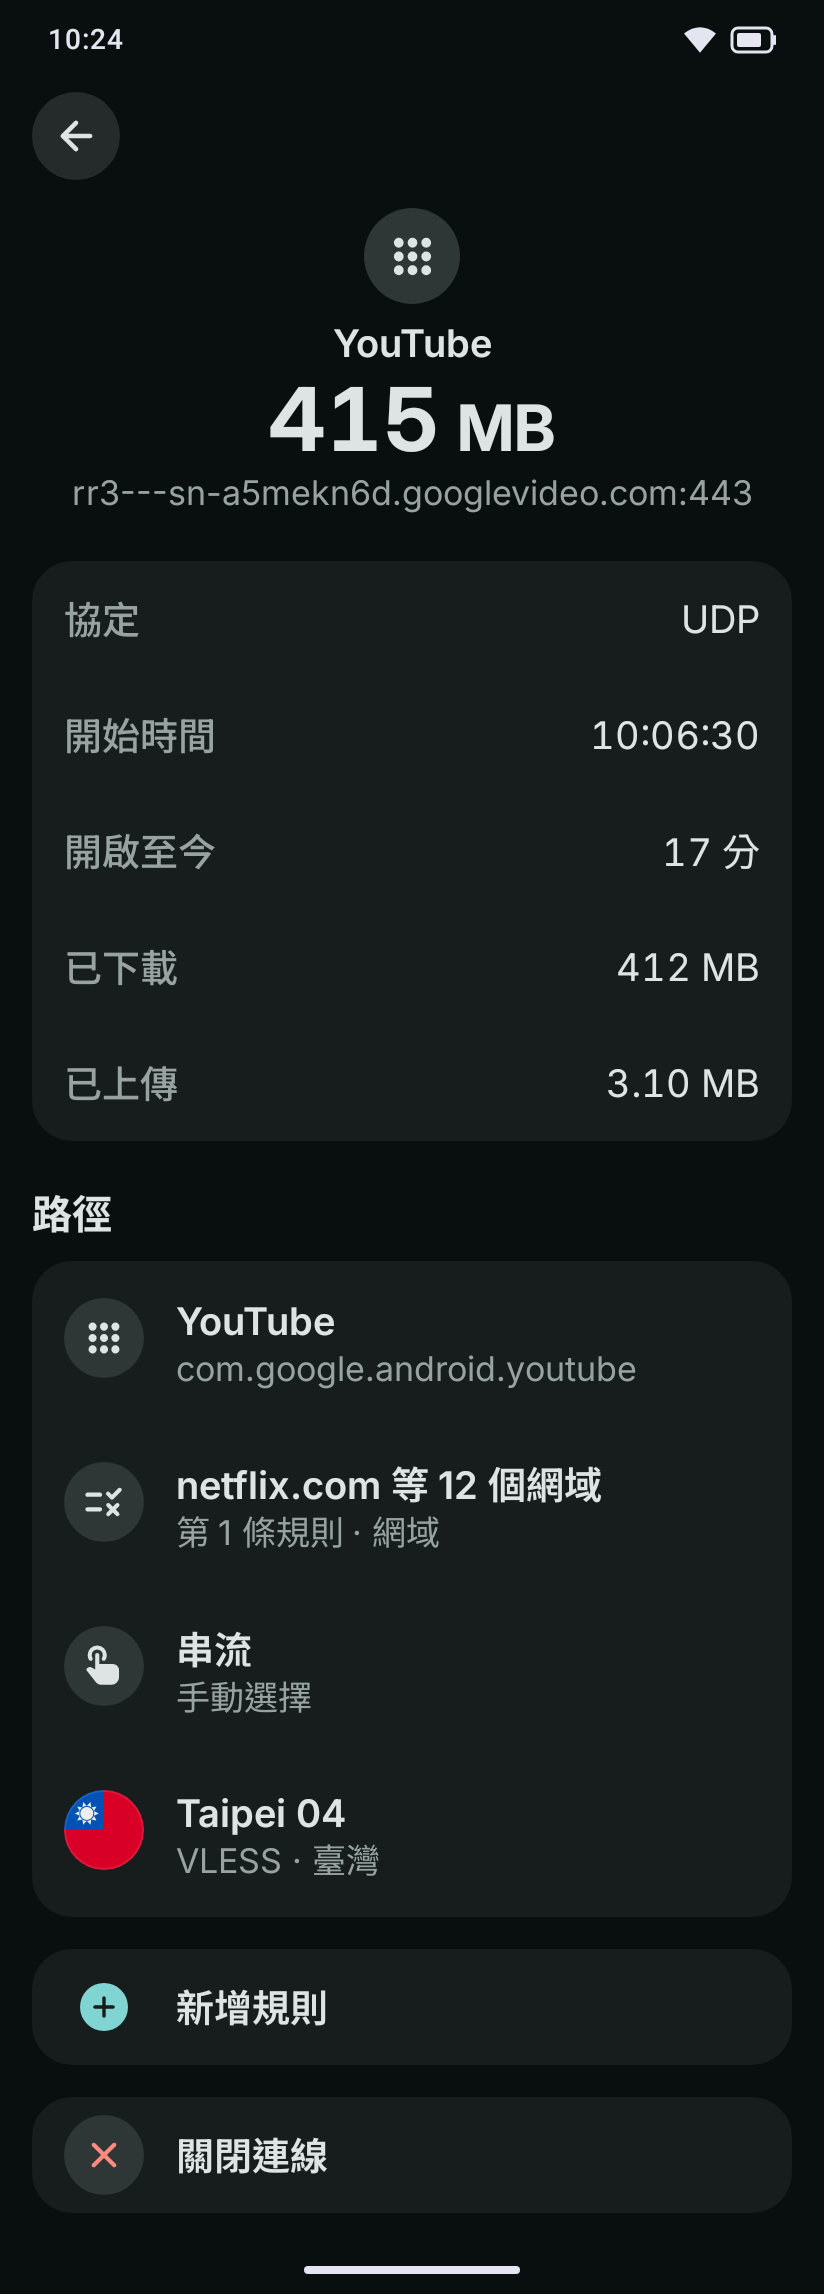 10:24
YouTube
415 MB
rr3---sn-a5mekn6d.googlevideo.com:443
協定
UDP
開始時間
10:06:30
開啟至今
17 分
已下載
412 MB
已上傳
3.10 MB
路徑
YouTube
com.google.android.youtube
netflix.com 等 12 個網域
第 1 條規則 · 網域
串流
手動選擇
Taipei 04
VLESS · 臺灣
新增規則
關閉連線